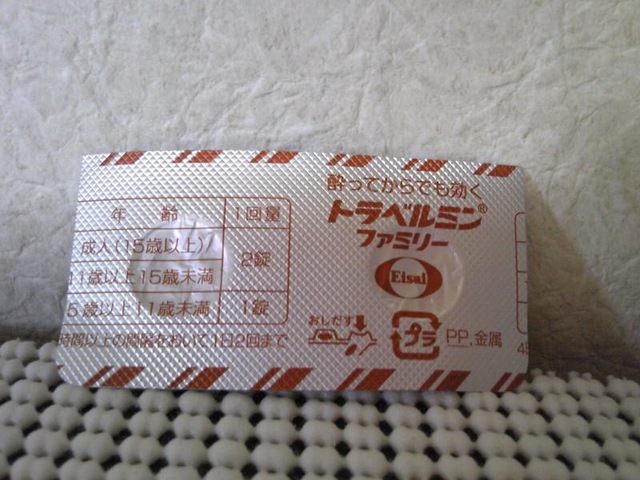 酔ってからでも効く
トラベルミン®
ファミリー
Eisai
年 齢 1回量
成人(15歳以上) 2錠
11歳以上15歳未満
5歳以上11歳未満 1錠
時間以上の間隔をおいて1日2回まで
おしだす
プラ PP,金属